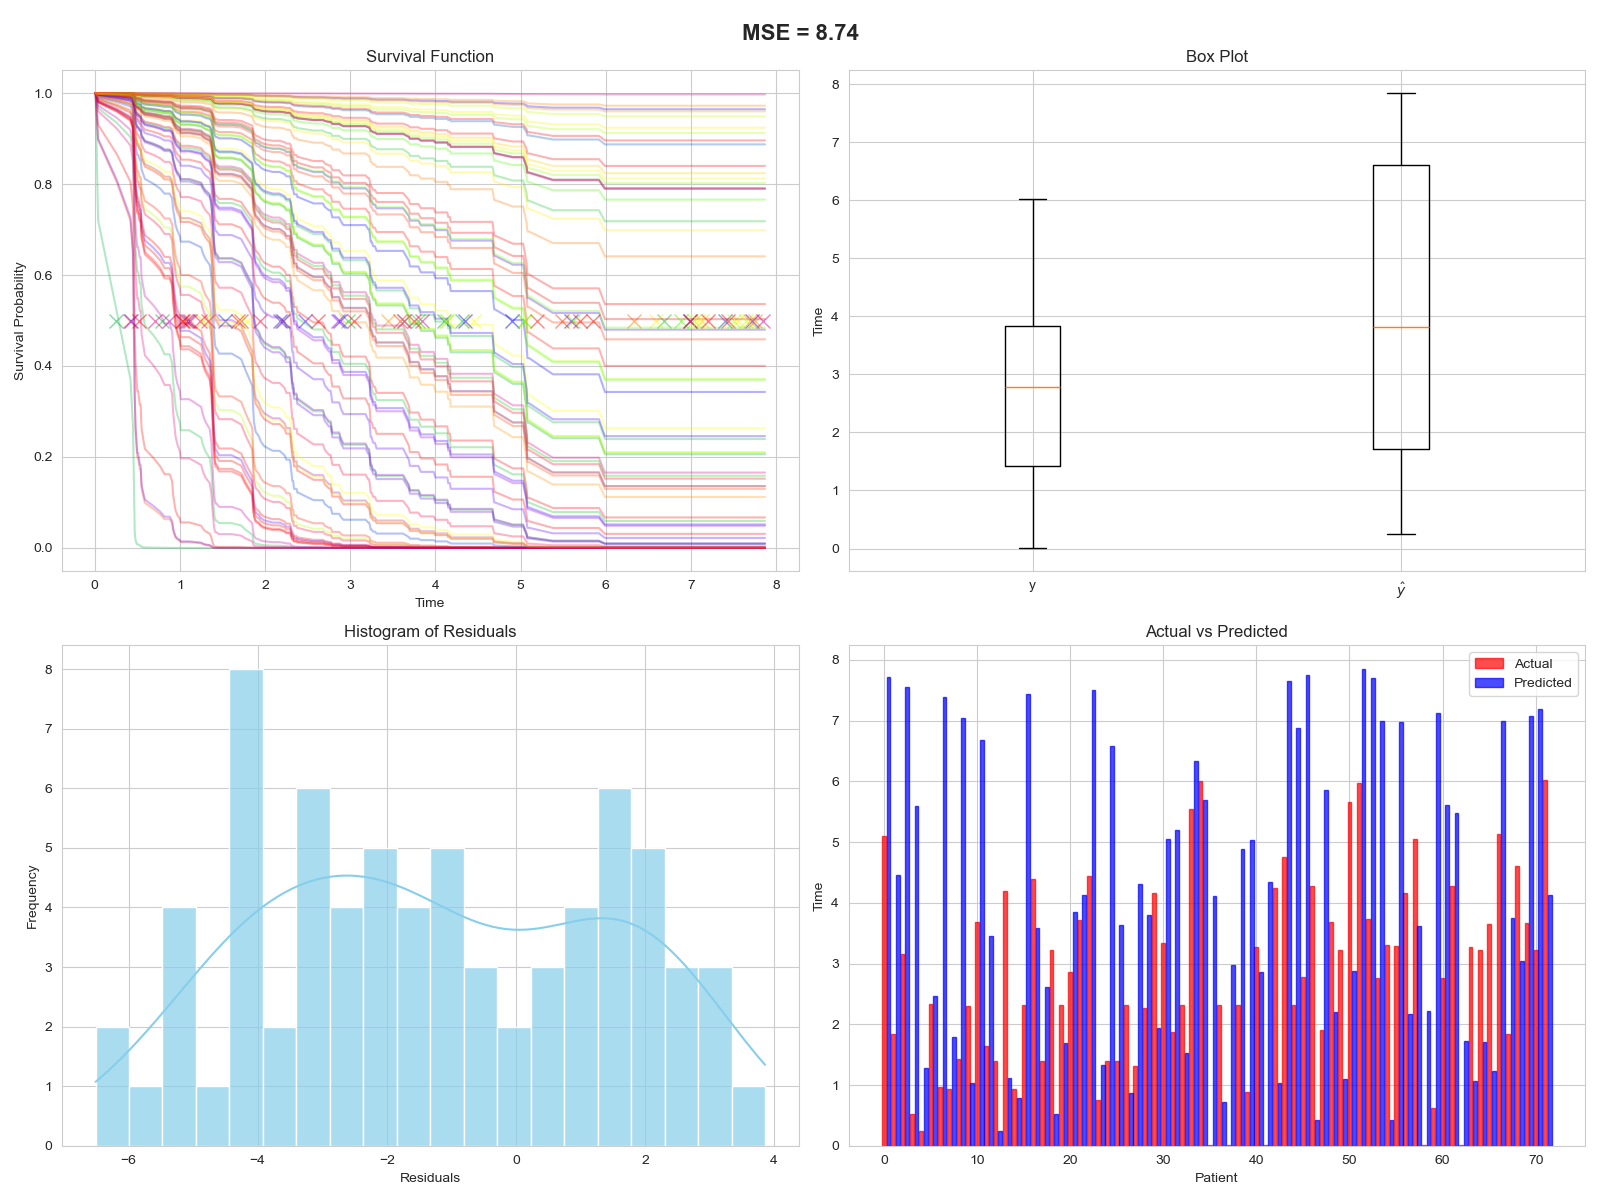 MSE = 8.74
Survival Function
Survival Probability
1.0
0.8
0.6
0.4
0.2
0.0
0 1 2 3 4 5 6 7 8
Time
Box Plot
Time
8
7
6
5
4
3
2
1
0
y ŷ
Histogram of Residuals
Frequency
8
7
6
5
4
3
2
1
0
−6 −4 −2 0 2 4
Residuals
Actual vs Predicted
Actual
Predicted
Time
8
7
6
5
4
3
2
1
0
0 10 20 30 40 50 60 70
Patient